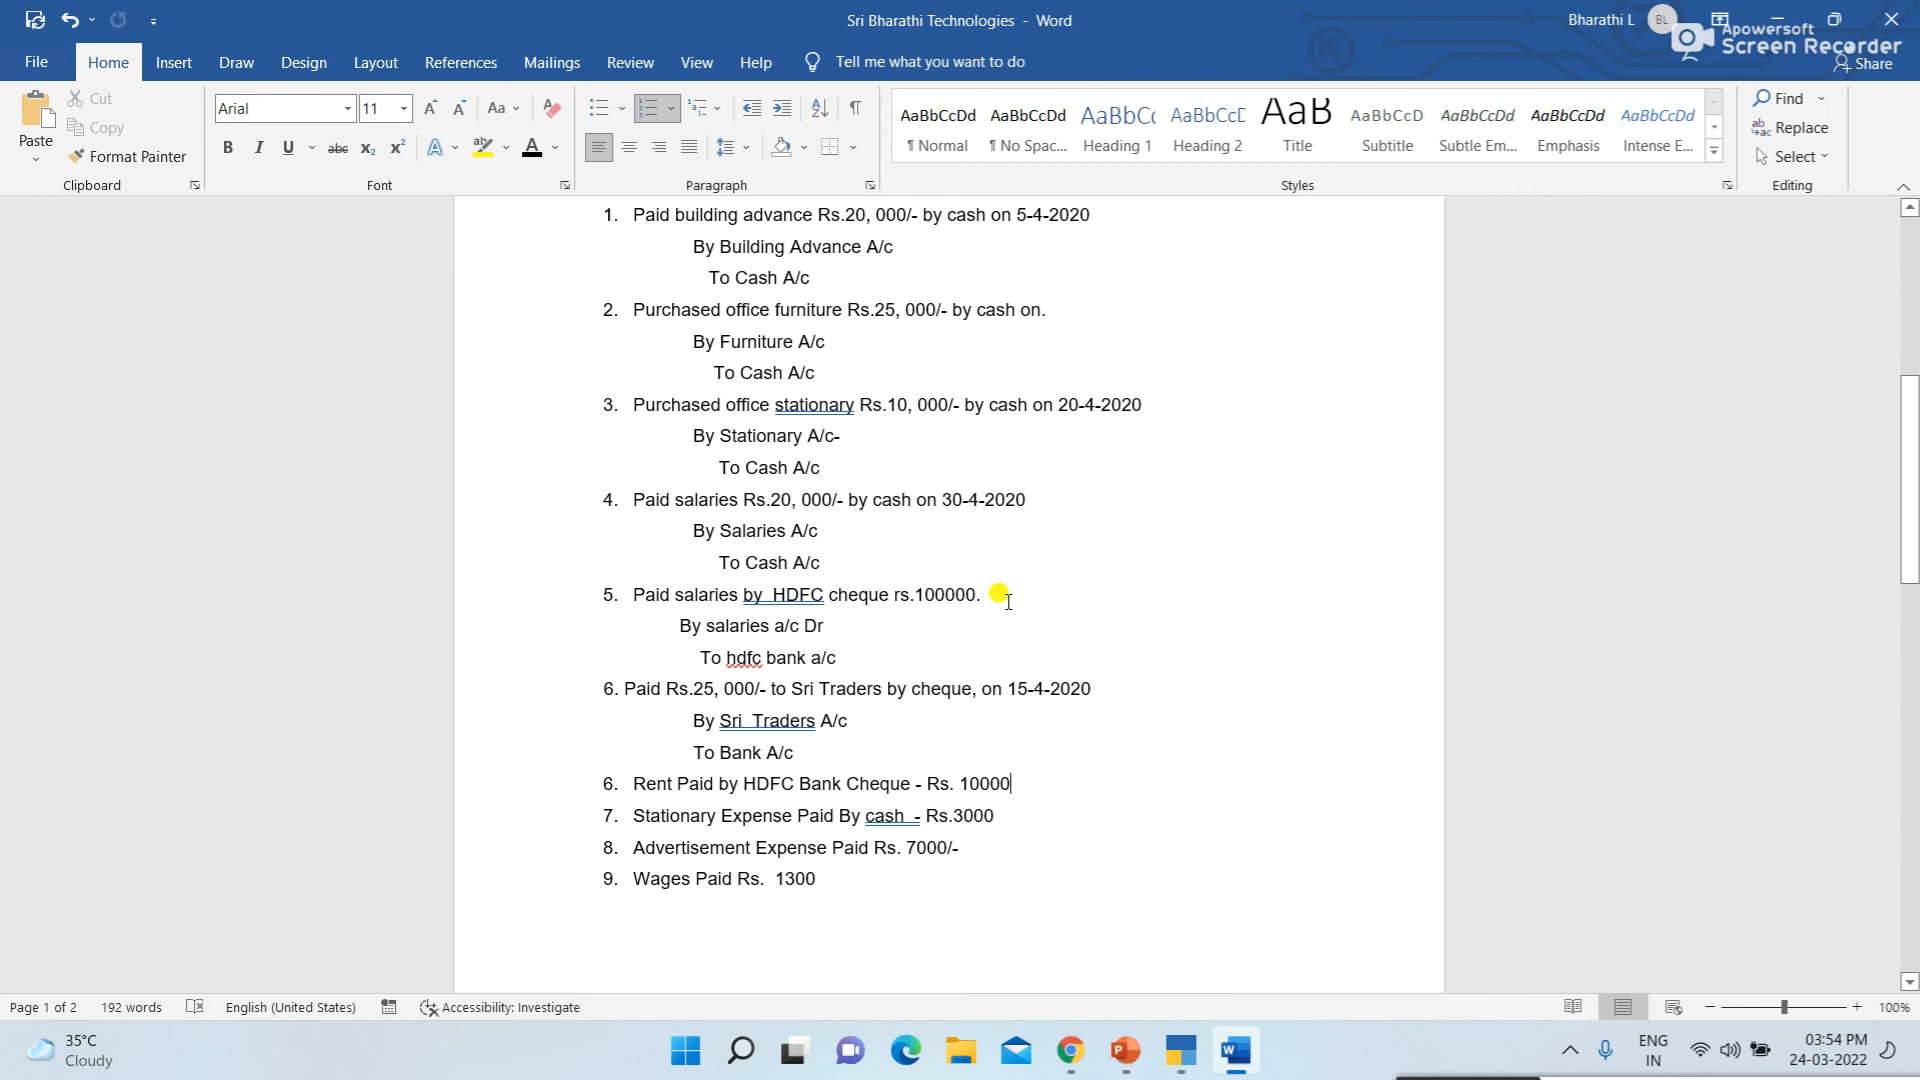 Sri Bharathi Technologies - Word
Bharathi L
BL
Apowersoft
Screen Recorder
File
Home
Insert
Draw
Design
Layout
References
Mailings
Review
View
Help
Tell me what you want to do
Share
Paste
Cut
Copy
Format Painter
Clipboard
Arial
11
Font
Paragraph
AaBbCcDd
¶ Normal
AaBbCcDd
¶ No Spac...
AaBbC(
Heading 1
AaBbCcE
Heading 2
AaB
Title
AaBbCcD
Subtitle
AaBbCcDd
Subtle Em...
AaBbCcDd
Emphasis
AaBbCcDd
Intense E...
Styles
Find
Replace
Select
Editing
1. Paid building advance Rs.20, 000/- by cash on 5-4-2020
By Building Advance A/c
To Cash A/c
2. Purchased office furniture Rs.25, 000/- by cash on.
By Furniture A/c
To Cash A/c
3. Purchased office stationary Rs.10, 000/- by cash on 20-4-2020
By Stationary A/c-
To Cash A/c
4. Paid salaries Rs.20, 000/- by cash on 30-4-2020
By Salaries A/c
To Cash A/c
5. Paid salaries by  HDFC cheque rs.100000.
By salaries a/c Dr
To hdfc bank a/c
6. Paid Rs.25, 000/- to Sri Traders by cheque, on 15-4-2020
By Sri  Traders A/c
To Bank A/c
6. Rent Paid by HDFC Bank Cheque - Rs. 10000
7. Stationary Expense Paid By cash  - Rs.3000
8. Advertisement Expense Paid Rs. 7000/-
9. Wages Paid Rs.  1300
Page 1 of 2
192 words
English (United States)
Accessibility: Investigate
100%
35°C
Cloudy
ENG
IN
03:54 PM
24-03-2022